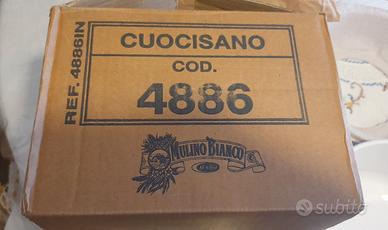 REF. 4886IN
CUOCISANO
COD.
4886
MULINO BIANCO
subito